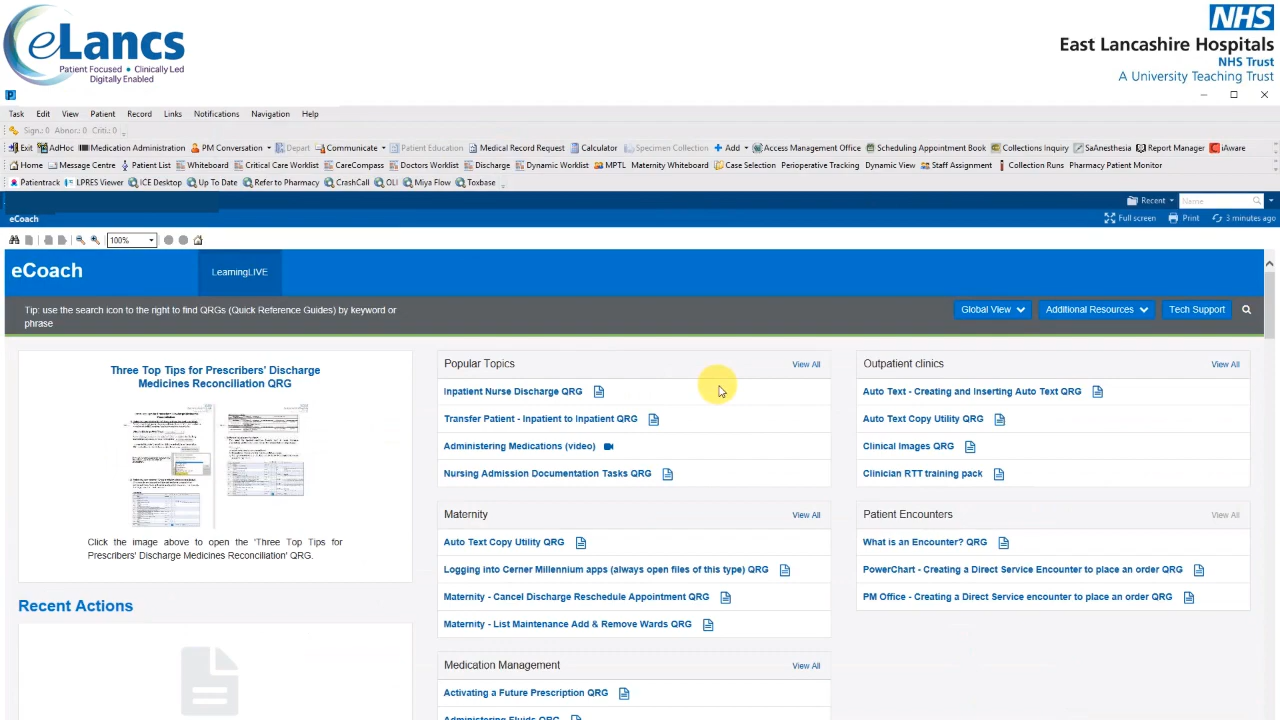 eLancs
Patient Focused • Clinically Led
Digitally Enabled
NHS
East Lancashire Hospitals
NHS Trust
A University Teaching Trust
P
Task Edit View Patient Record Links Notifications Navigation Help
Sign.: 0 Abnor.: 0 Criti.: 0
Exit AdHoc Medication Administration PM Conversation Depart Communicate Patient Education Medical Record Request Calculator Specimen Collection Add Access Management Office Scheduling Appointment Book Collections Inquiry SaAnesthesia Report Manager iAware
Home Message Centre Patient List Whiteboard Critical Care Worklist CareCompass Doctors Worklist Discharge Dynamic Worklist MPTL Maternity Whiteboard Case Selection Perioperative Tracking Dynamic View Staff Assignment Collection Runs Pharmacy Patient Monitor
Patientrack LPRES Viewer ICE Desktop Up To Date Refer to Pharmacy CrashCall OLI Miya Flow Toxbase
Recent Name
eCoach Full screen Print 3 minutes ago
100%
eCoach LearningLIVE
Tip: use the search icon to the right to find QRGs (Quick Reference Guides) by keyword or
phrase
Global View Additional Resources Tech Support
Three Top Tips for Prescribers' Discharge
Medicines Reconciliation QRG
Click the image above to open the 'Three Top Tips for
Prescribers' Discharge Medicines Reconciliation' QRG.
Recent Actions
Popular Topics View All
Inpatient Nurse Discharge QRG
Transfer Patient - Inpatient to Inpatient QRG
Administering Medications (video)
Nursing Admission Documentation Tasks QRG
Maternity View All
Auto Text Copy Utility QRG
Logging into Cerner Millennium apps (always open files of this type) QRG
Maternity - Cancel Discharge Reschedule Appointment QRG
Maternity - List Maintenance Add & Remove Wards QRG
Medication Management View All
Activating a Future Prescription QRG
Administering Fluids QRG
Outpatient clinics View All
Auto Text - Creating and Inserting Auto Text QRG
Auto Text Copy Utility QRG
Clinical Images QRG
Clinician RTT training pack
Patient Encounters View All
What is an Encounter? QRG
PowerChart - Creating a Direct Service Encounter to place an order QRG
PM Office - Creating a Direct Service encounter to place an order QRG